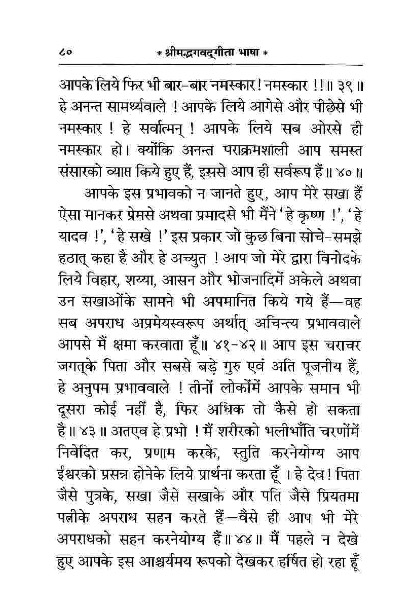 ८०
* श्रीमद्भगवद्गीता भाषा *
आपके लिये फिर भी बार-बार नमस्कार! नमस्कार !!॥ ३९॥
हे अनन्त सामर्थ्यवाले ! आपके लिये आगेसे और पीछेसे भी
नमस्कार ! हे सर्वात्मन् ! आपके लिये सब ओरसे ही
नमस्कार हो। क्योंकि अनन्त पराक्रमशाली आप समस्त
संसारको व्याप्त किये हुए हैं, इससे आप ही सर्वरूप हैं॥ ४०॥
आपके इस प्रभावको न जानते हुए, आप मेरे सखा हैं
ऐसा मानकर प्रेमसे अथवा प्रमादसे भी मैंने 'हे कृष्ण !', 'हे
यादव !', 'हे सखे !' इस प्रकार जो कुछ बिना सोचे-समझे
हठात् कहा है और हे अच्युत ! आप जो मेरे द्वारा विनोदके
लिये विहार, शय्या, आसन और भोजनादिमें अकेले अथवा
उन सखाओंके सामने भी अपमानित किये गये हैं—वह
सब अपराध अप्रमेयस्वरूप अर्थात् अचिन्त्य प्रभाववाले
आपसे मैं क्षमा करवाता हूँ॥ ४१-४२॥ आप इस चराचर
जगत्के पिता और सबसे बड़े गुरु एवं अति पूजनीय हैं,
हे अनुपम प्रभाववाले ! तीनों लोकोंमें आपके समान भी
दूसरा कोई नहीं है, फिर अधिक तो कैसे हो सकता
है॥ ४३॥ अतएव हे प्रभो ! मैं शरीरको भलीभाँति चरणोंमें
निवेदित कर, प्रणाम करके, स्तुति करनेयोग्य आप
ईश्वरको प्रसन्न होनेके लिये प्रार्थना करता हूँ । हे देव! पिता
जैसे पुत्रके, सखा जैसे सखाके और पति जैसे प्रियतमा
पत्नीके अपराध सहन करते हैं—वैसे ही आप भी मेरे
अपराधको सहन करनेयोग्य हैं॥ ४४॥ मैं पहले न देखे
हुए आपके इस आश्चर्यमय रूपको देखकर हर्षित हो रहा हूँ